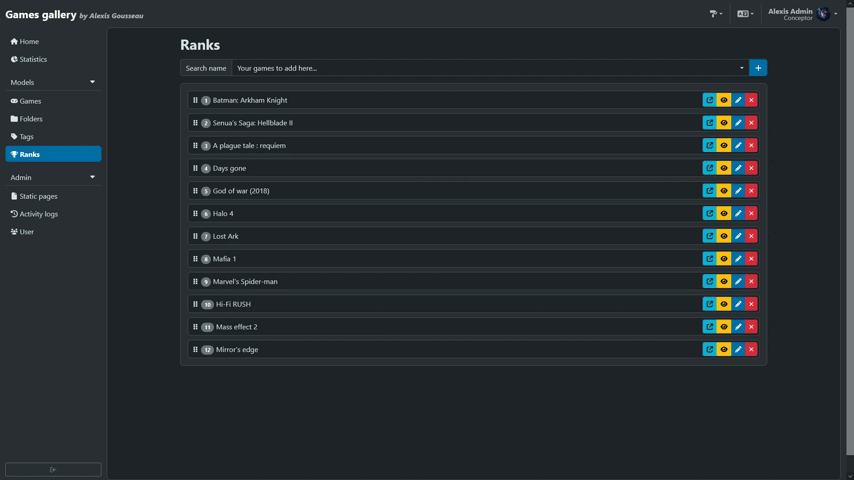 Games gallery by Alexis Gousseau
Alexis Admin
Conceptor
Home
Statistics
Models
Games
Folders
Tags
Ranks
Admin
Static pages
Activity logs
User
Ranks
Search name
Your games to add here...
1 Batman: Arkham Knight
2 Senua's Saga: Hellblade II
3 A plague tale : requiem
4 Days gone
5 God of war (2018)
6 Halo 4
7 Lost Ark
8 Mafia 1
9 Marvel's Spider-man
10 Hi-Fi RUSH
11 Mass effect 2
12 Mirror's edge